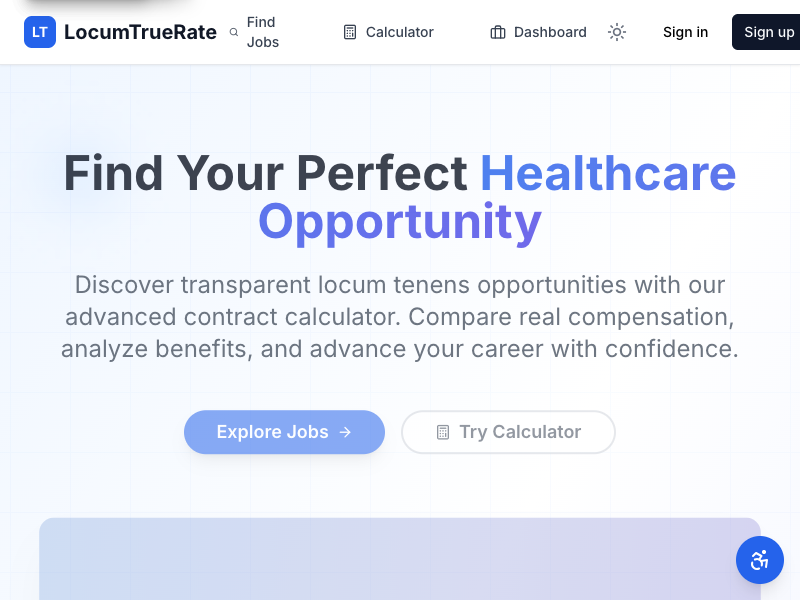 LT LocumTrueRate
Find
Jobs
Calculator
Dashboard
Sign in
Sign up
Find Your Perfect Healthcare
Opportunity
Discover transparent locum tenens opportunities with our
advanced contract calculator. Compare real compensation,
analyze benefits, and advance your career with confidence.
Explore Jobs →
Try Calculator